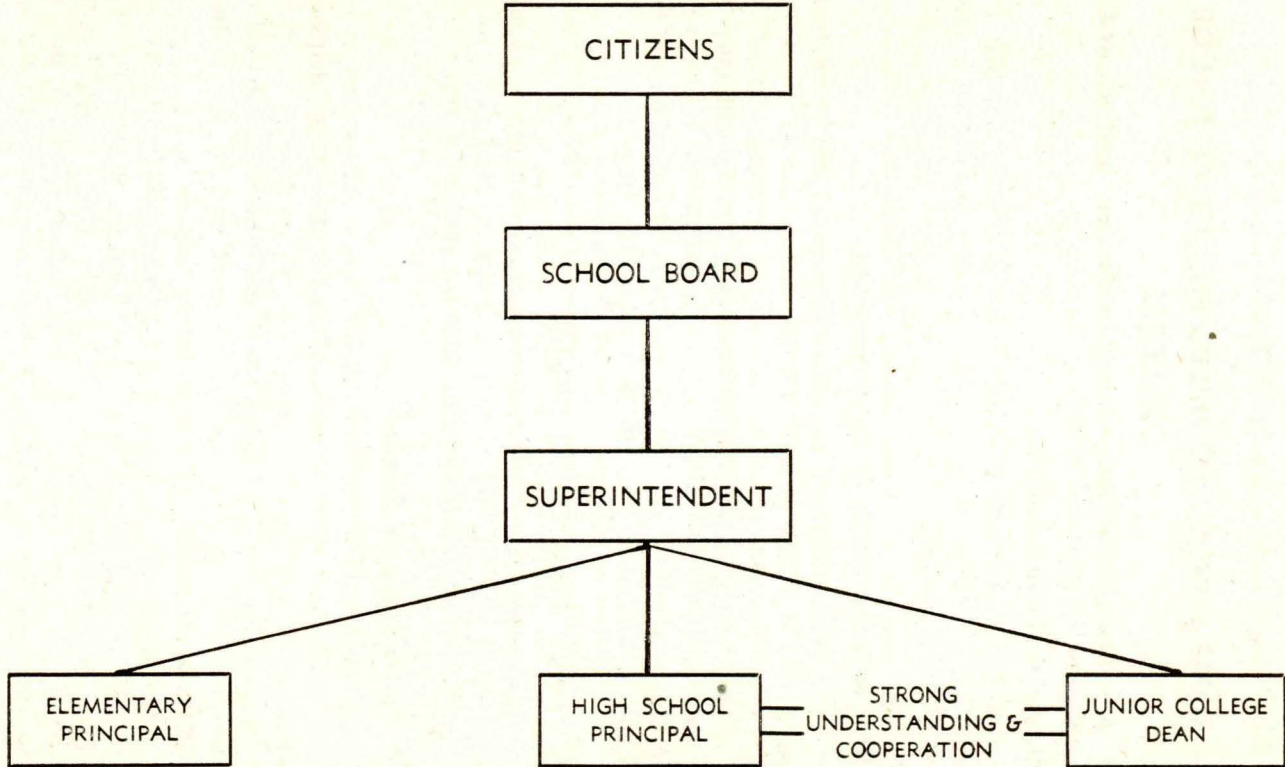 CITIZENS
SCHOOL BOARD
SUPERINTENDENT
ELEMENTARY
PRINCIPAL
HIGH SCHOOL
PRINCIPAL
STRONG
UNDERSTANDING &
COOPERATION
JUNIOR COLLEGE
DEAN